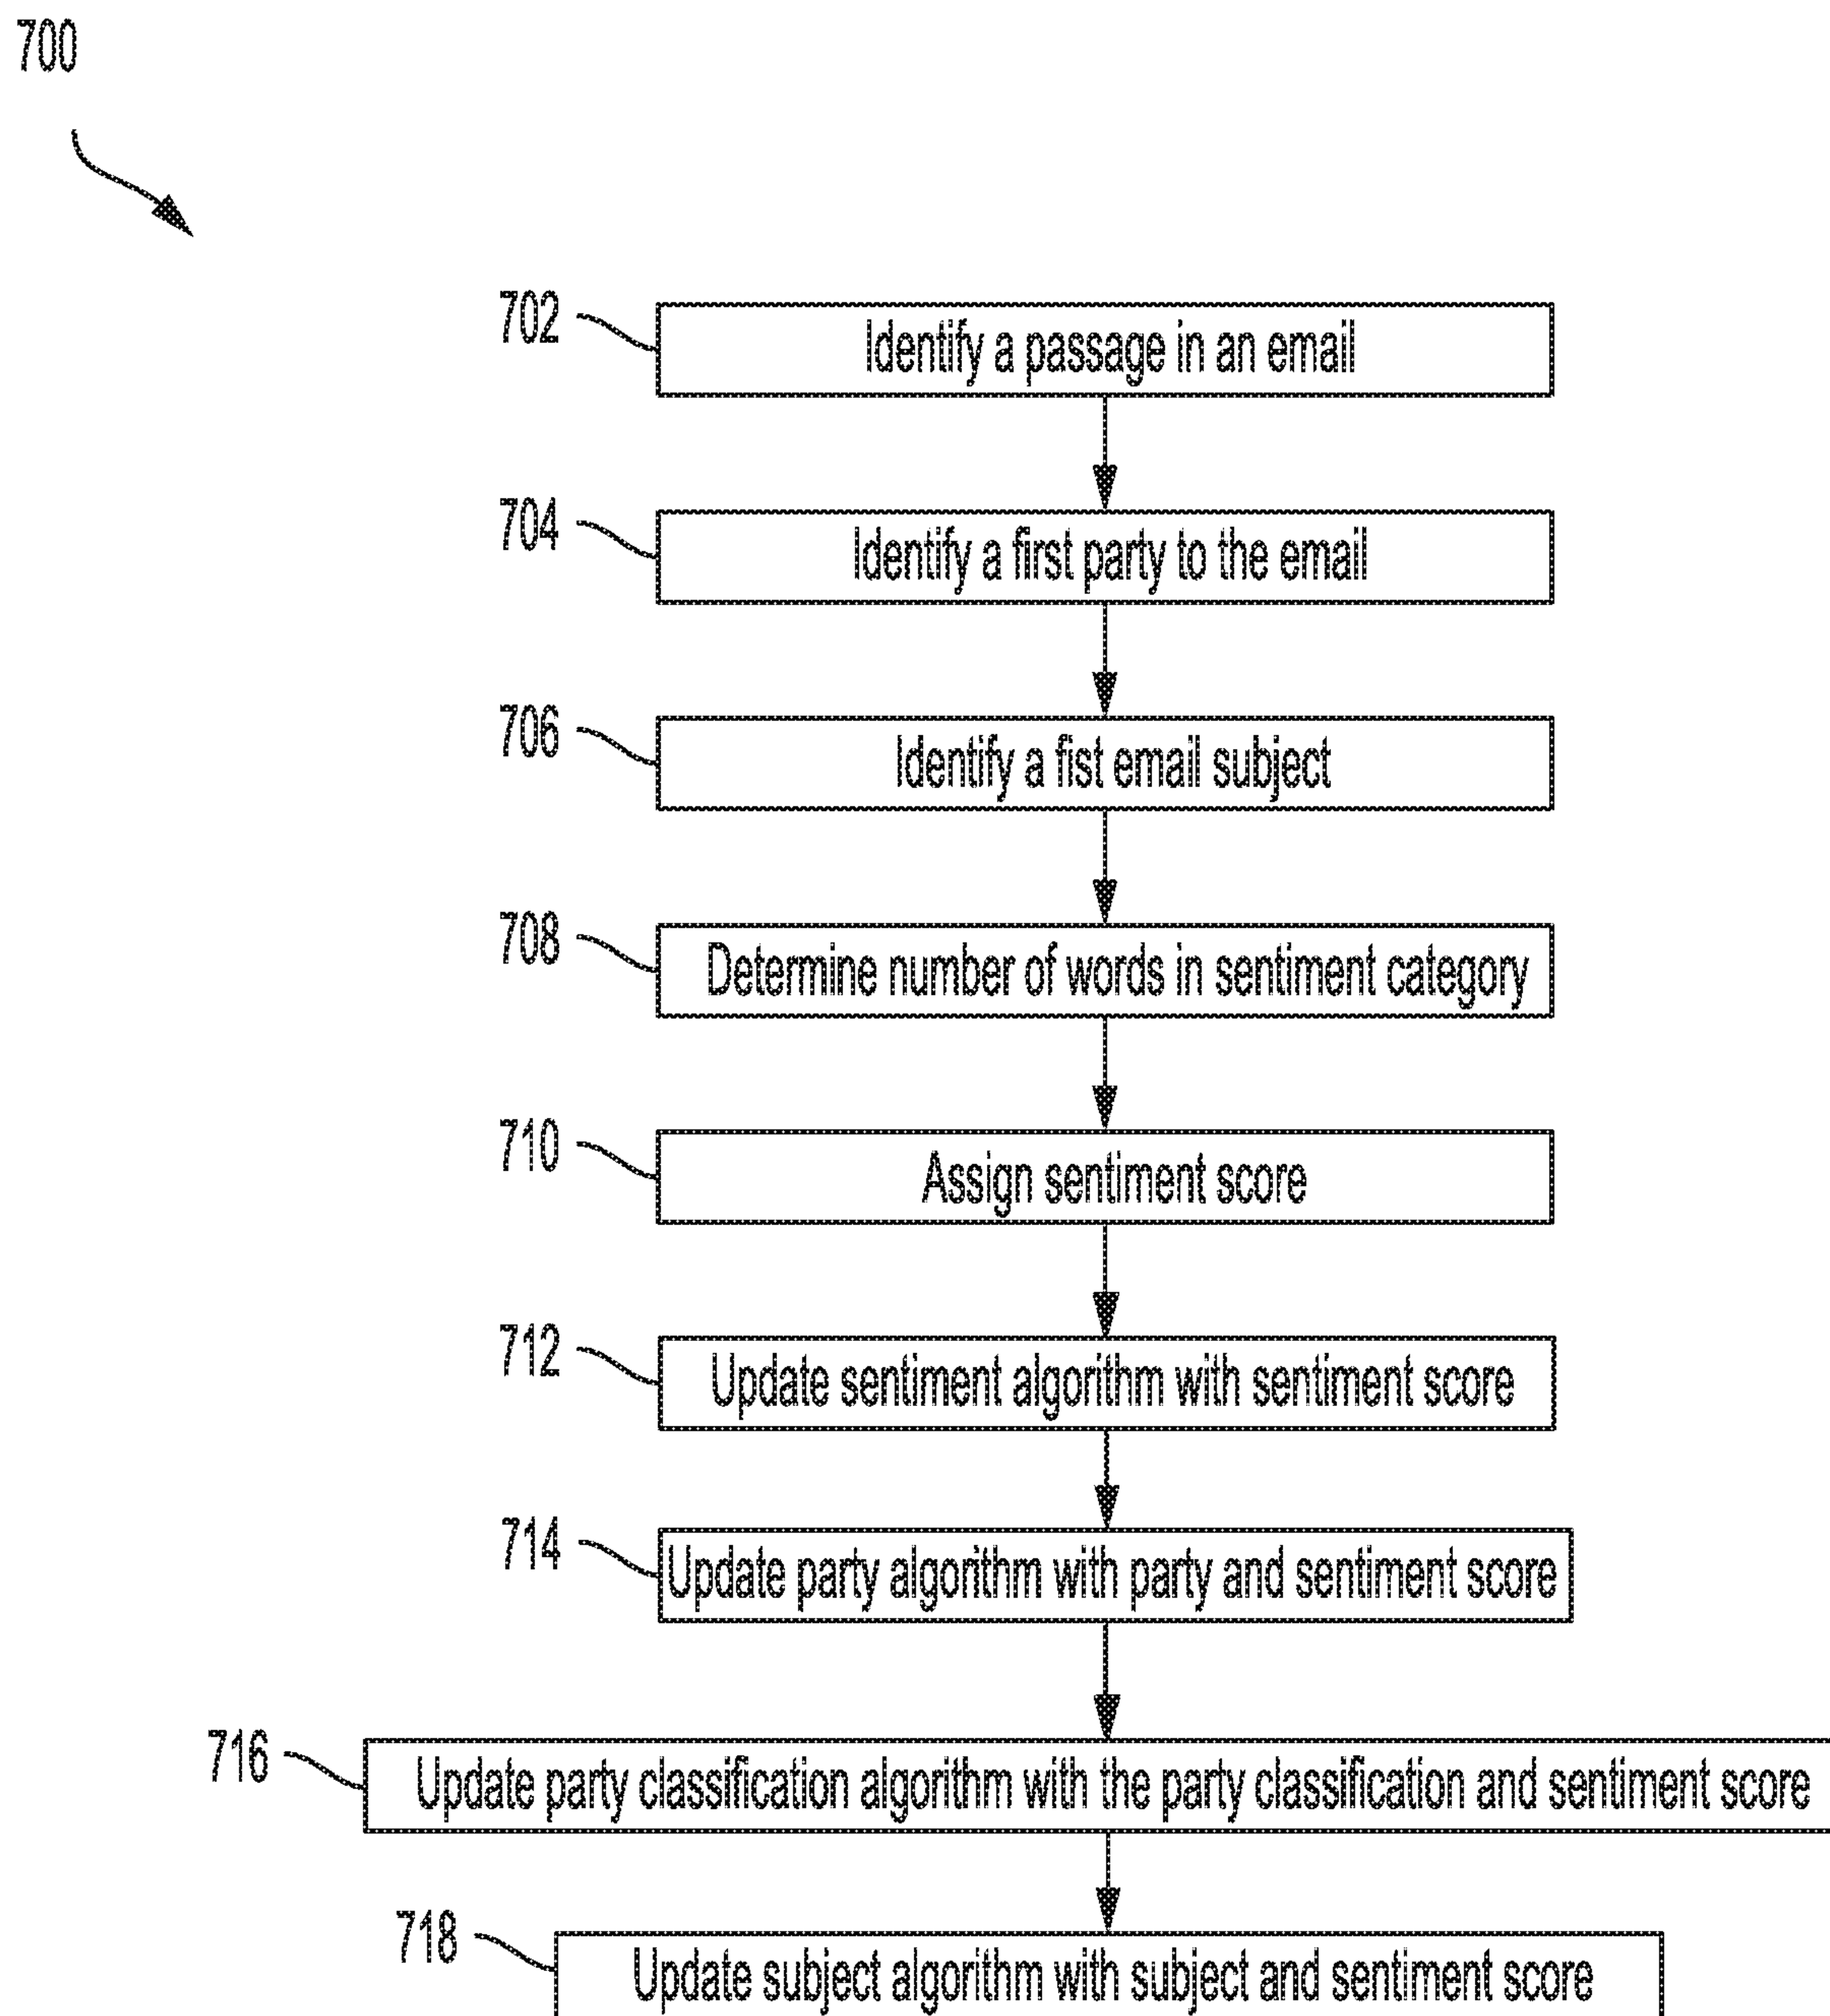 700
702
Identify a passage in an email
704
Identify a first party to the email
706
Identify a fist email subject
708
Determine number of words in sentiment category
710
Assign sentiment score
712
Update sentiment algorithm with sentiment score
714
Update party algorithm with party and sentiment score
716
Update party classification algorithm with the party classification and sentiment score
718
Update subject algorithm with subject and sentiment score